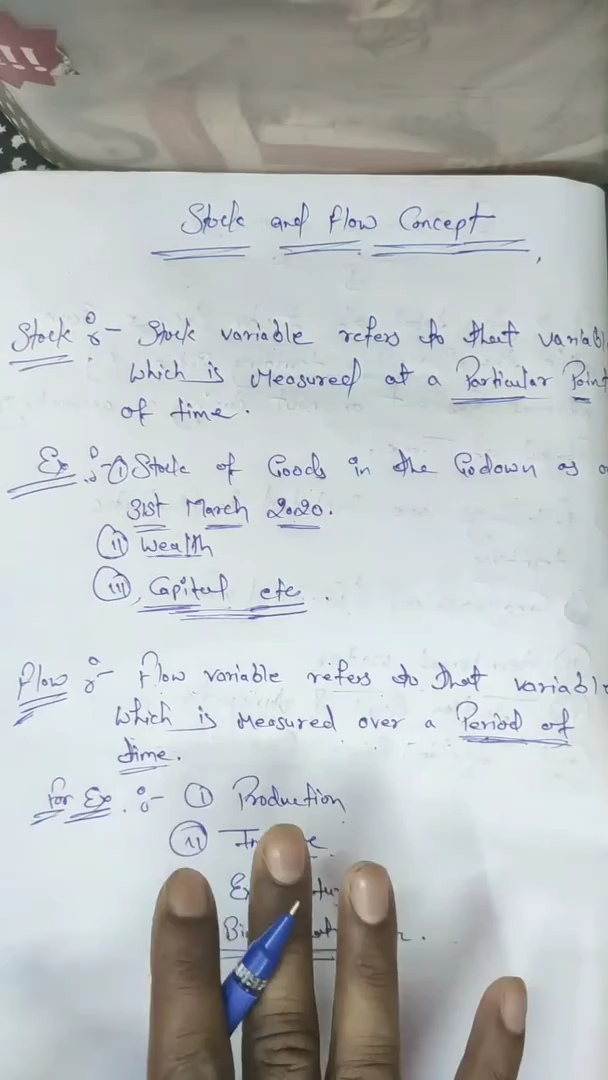 Stock and Flow Concept
Stock :- Stock variable refers to that variabl
which is Measured at a Particular Point
of time.
Ex :- (i) Stock of Goods in the Godown as o
31st March 2020.
(ii) Wealth
(iii) Capital etc.
Flow :- Flow variable refers to that variable
which is Measured over a Period of
time.
For Ex :- (i) Production
(ii)
!!